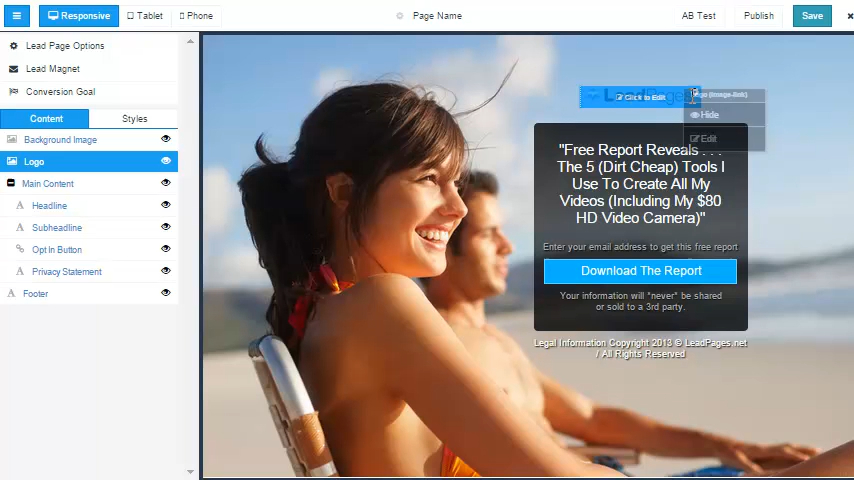 Responsive
Tablet
Phone
Page Name
AB Test
Publish
Save
Lead Page Options
Lead Magnet
Conversion Goal
Content
Styles
Background Image
Logo
Main Content
Headline
Subheadline
Opt In Button
Privacy Statement
Footer
LeadPages
Click to Edit
Logo (image-link)
Hide
Edit
"Free Report Reveals . . .
The 5 (Dirt Cheap) Tools I
Use To Create All My
Videos (Including My $80
HD Video Camera)"
Enter your email address to get this free report
Download The Report
Your information will *never* be shared
or sold to a 3rd party.
Legal Information Copyright 2013 © LeadPages.net
/ All Rights Reserved